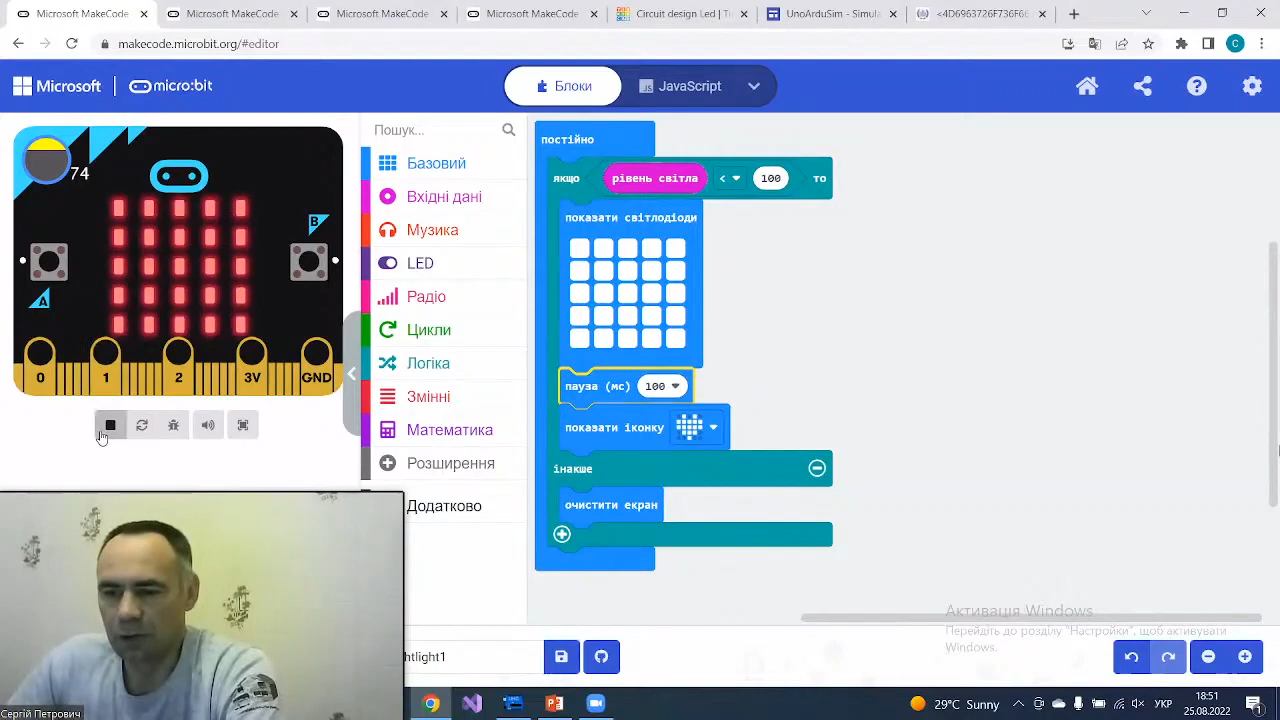 Microsoft MakeCode
Microsoft MakeCode
Microsoft MakeCode
Microsoft MakeCode
Circuit design Led | Ti
UnoArduSim - Simula
<4D6963726F736F66
makecode.microbit.org/#editor
C
Microsoft
micro:bit
Блоки
JavaScript
74
A
B
0
1
2
3V
GND
Пошук...
Базовий
Вхідні дані
Музика
LED
Радіо
Цикли
Логіка
Змінні
Математика
Розширення
Додатково
постійно
якщо рівень світла < 100 то
показати світлодіоди
пауза (мс) 100
показати іконку
інакше
очистити екран
Активація Windows
Перейдіть до розділу "Настройки", щоб активувати
Windows.
htlight1
Сергій Петрович
29°C Sunny
УКР
18:51
25.08.2022